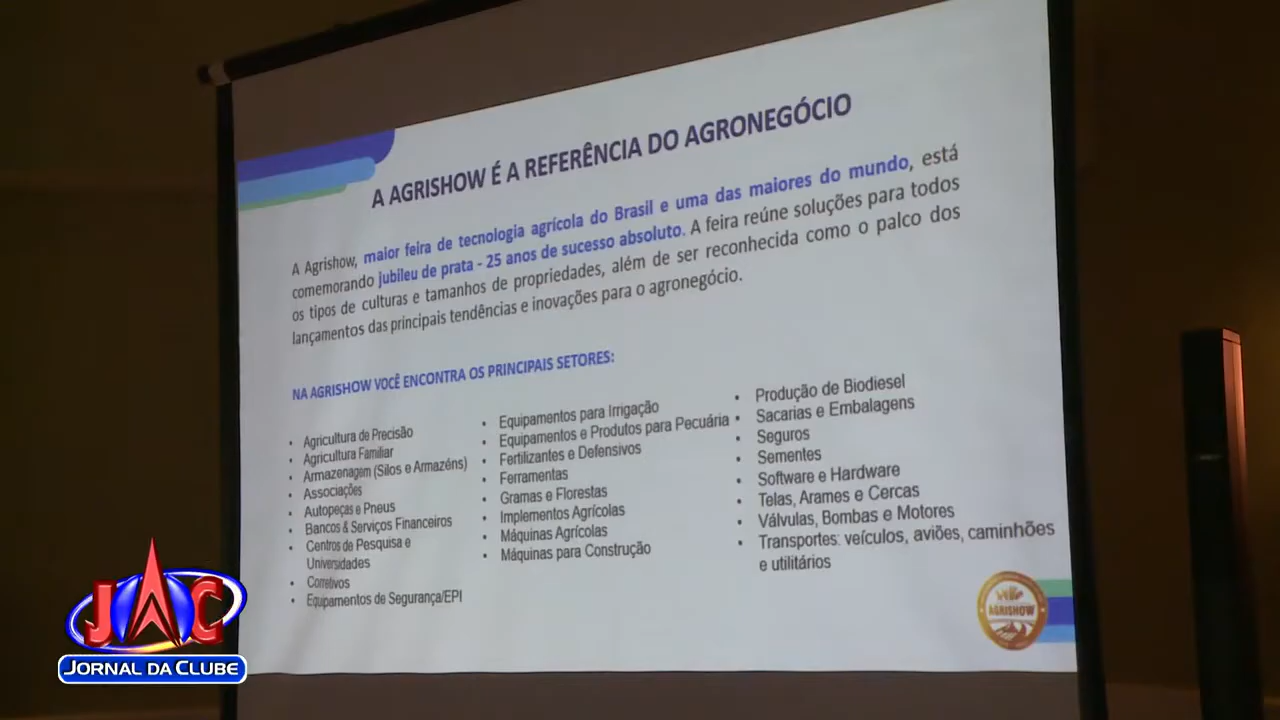 A AGRISHOW É A REFERÊNCIA DO AGRONEGÓCIO
A Agrishow, maior feira de tecnologia agrícola do Brasil e uma das maiores do mundo, está
comemorando jubileu de prata - 25 anos de sucesso absoluto. A feira reúne soluções para todos
os tipos de culturas e tamanhos de propriedades, além de ser reconhecida como o palco dos
lançamentos das principais tendências e inovações para o agronegócio.
NA AGRISHOW VOCÊ ENCONTRA OS PRINCIPAIS SETORES:
• Agricultura de Precisão
• Agricultura Familiar
• Armazenagem (Silos e Armazéns)
• Associações
• Autopeças e Pneus
• Bancos & Serviços Financeiros
• Centros de Pesquisa e
Universidades
• Corretivos
• Equipamentos de Segurança/EPI
• Equipamentos para Irrigação
• Equipamentos e Produtos para Pecuária
• Fertilizantes e Defensivos
• Ferramentas
• Gramas e Florestas
• Implementos Agrícolas
• Máquinas Agrícolas
• Máquinas para Construção
• Produção de Biodiesel
• Sacarias e Embalagens
• Seguros
• Sementes
• Software e Hardware
• Telas, Arames e Cercas
• Válvulas, Bombas e Motores
• Transportes: veículos, aviões, caminhões
e utilitários
AGRISHOW
JAC
JORNAL DA CLUBE